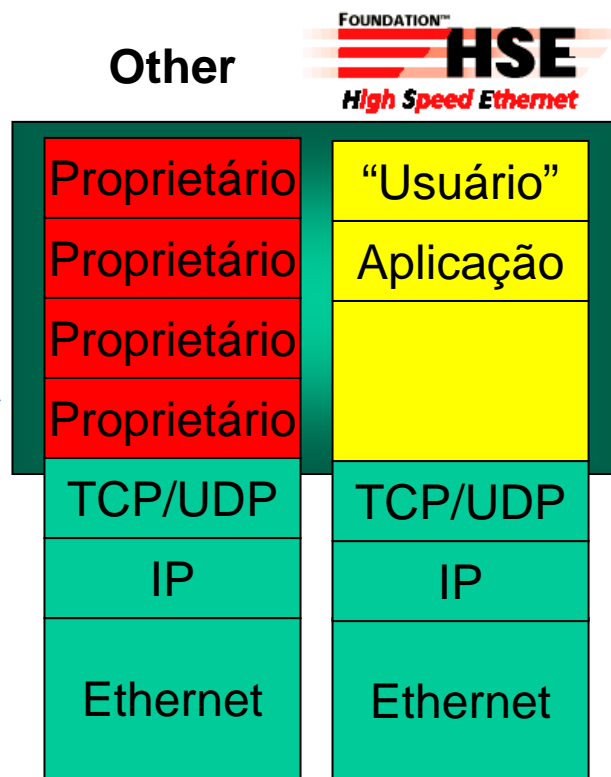 Other
FOUNDATION™
HSE
High Speed Ethernet
Proprietário
Proprietário
Proprietário
Proprietário
TCP/UDP
IP
Ethernet
“Usuário”
Aplicação
TCP/UDP
IP
Ethernet